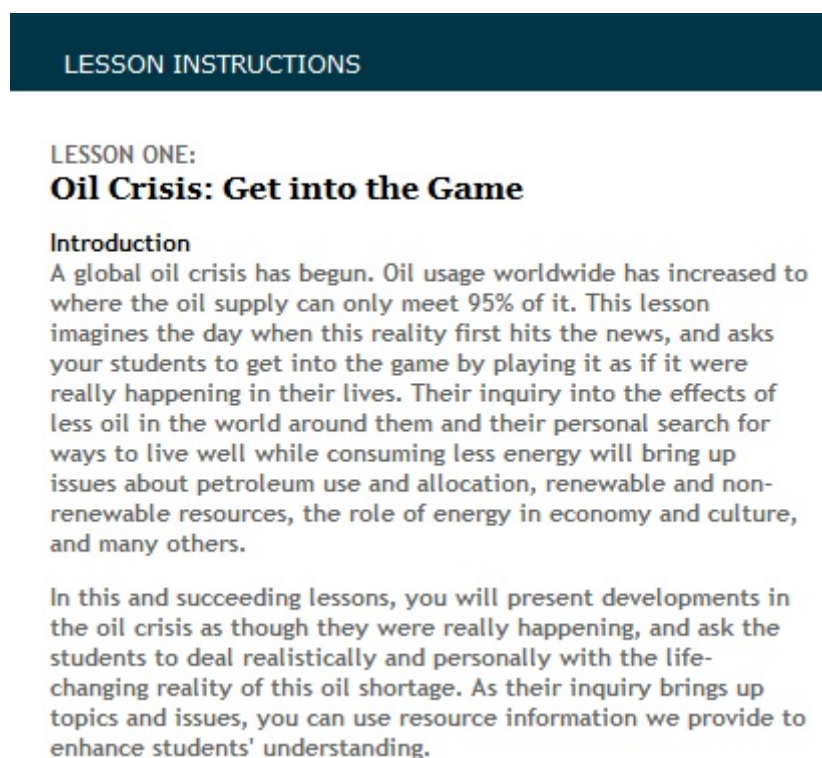 LESSON INSTRUCTIONS
LESSON ONE:
Oil Crisis: Get into the Game
Introduction
A global oil crisis has begun. Oil usage worldwide has increased to
where the oil supply can only meet 95% of it. This lesson
imagines the day when this reality first hits the news, and asks
your students to get into the game by playing it as if it were
really happening in their lives. Their inquiry into the effects of
less oil in the world around them and their personal search for
ways to live well while consuming less energy will bring up
issues about petroleum use and allocation, renewable and non-
renewable resources, the role of energy in economy and culture,
and many others.
In this and succeeding lessons, you will present developments in
the oil crisis as though they were really happening, and ask the
students to deal realistically and personally with the life-
changing reality of this oil shortage. As their inquiry brings up
topics and issues, you can use resource information we provide to
enhance students' understanding.